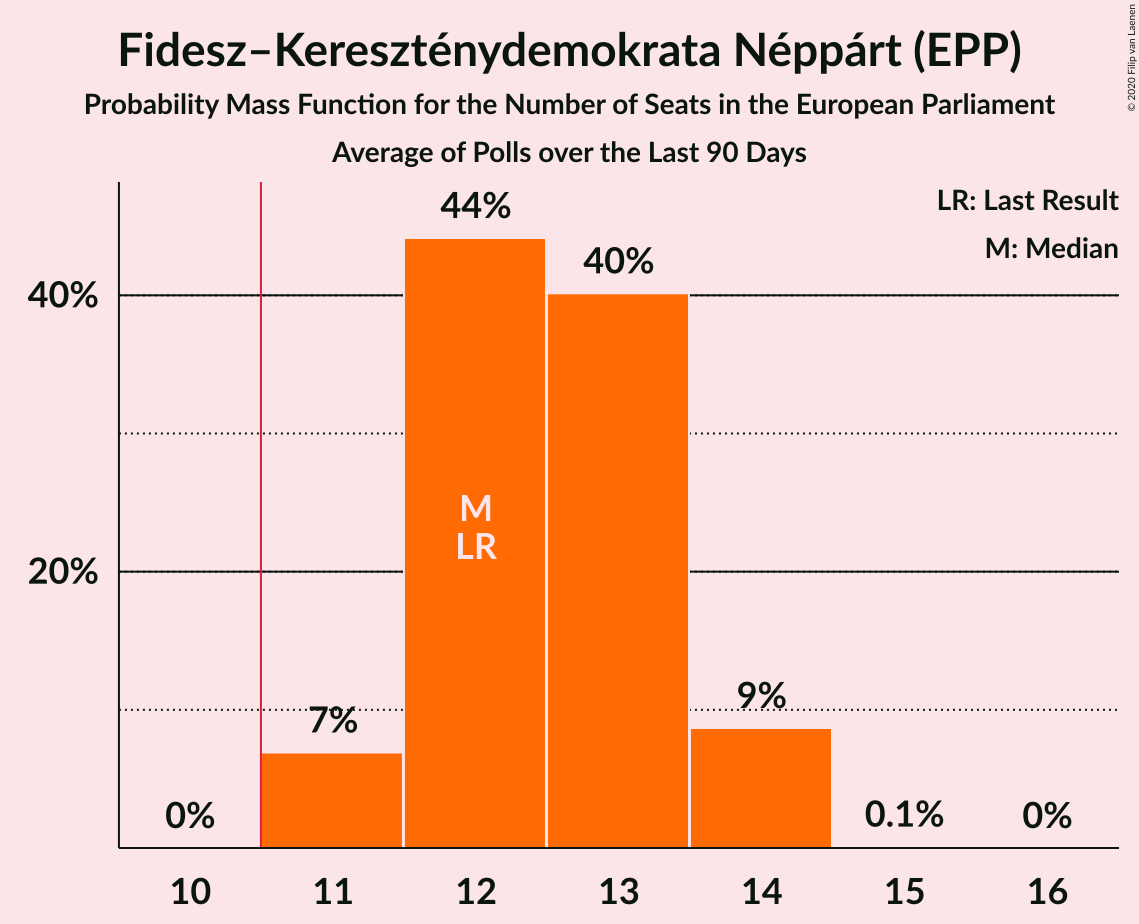 Fidesz–Kereszténydemokrata Néppárt (EPP)
Probability Mass Function for the Number of Seats in the European Parliament
Average of Polls over the Last 90 Days
© 2020 Filip van Laenen
LR: Last Result
M: Median
44%
40%
40%
M
LR
20%
9%
7%
0%
0.1%
0%
10 11 12 13 14 15 16